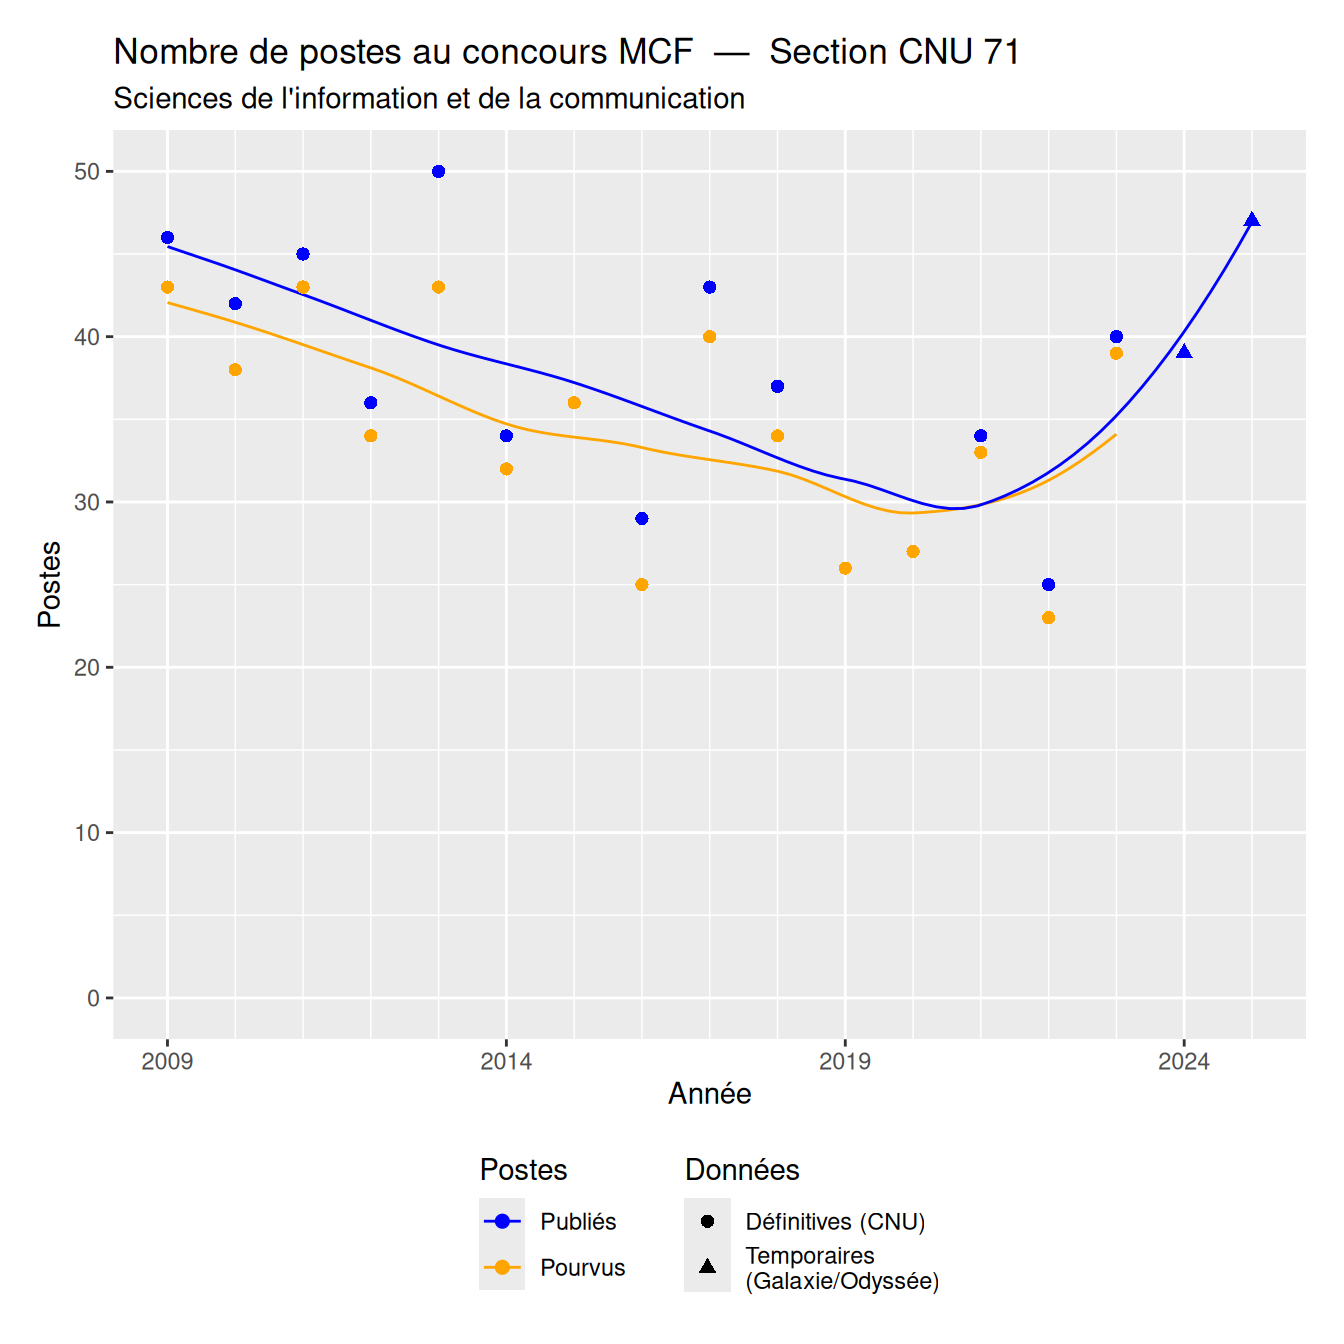 Nombre de postes au concours MCF — Section CNU 71
Sciences de l'information et de la communication
50
40
30
20
10
0
Postes
2009 2014 2019 2024
Année
Postes Données
Publiés Définitives (CNU)
Pourvus Temporaires
(Galaxie/Odyssée)